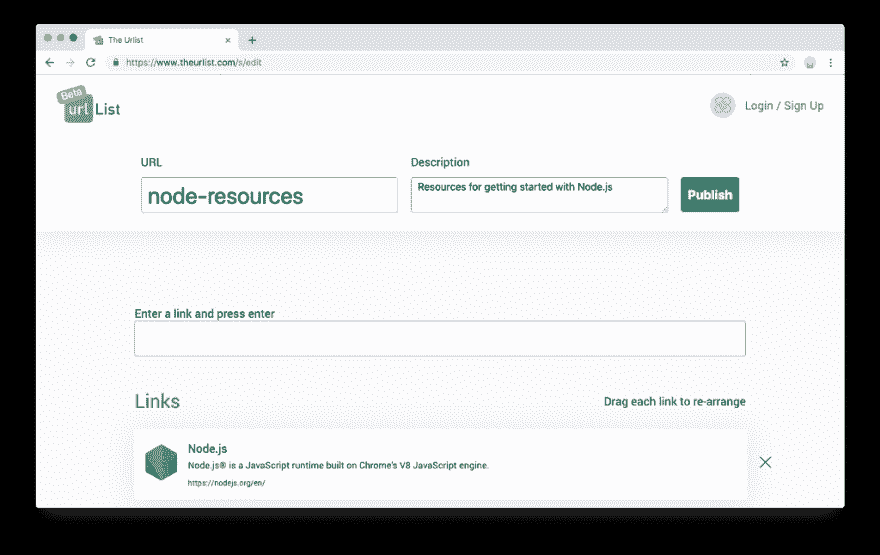 The Urlist
https://www.theurlist.com/s/edit
Beta
url List
Login / Sign Up
URL
Description
node-resources
Resources for getting started with Node.js
Publish
Enter a link and press enter
Links
Drag each link to re-arrange
Node.js
Node.js® is a JavaScript runtime built on Chrome's V8 JavaScript engine.
https://nodejs.org/en/